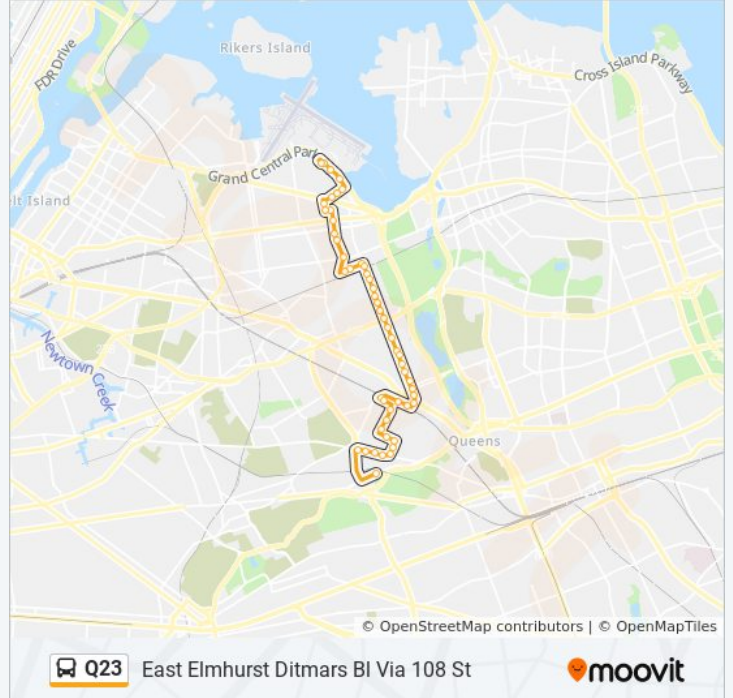 Rikers Island
FDR Drive
Cross Island Parkway
Grand Central Park
elt Island
Newtown Creek
Queens
© OpenStreetMap contributors | © OpenMapTiles
Q23 East Elmhurst Ditmars Bl Via 108 St moovit